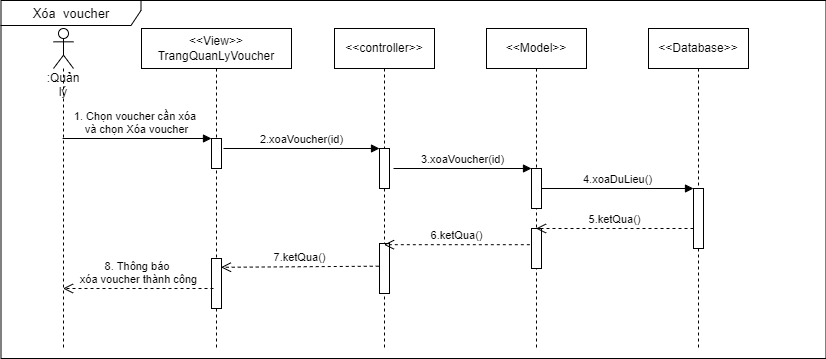 Xóa voucher
:Quản
lý
<<View>>
TrangQuanLyVoucher
<<controller>>
<<Model>>
<<Database>>
1. Chọn voucher cần xóa
và chọn Xóa voucher
2.xoaVoucher(id)
3.xoaVoucher(id)
4.xoaDuLieu()
5.ketQua()
6.ketQua()
7.ketQua()
8. Thông báo
xóa voucher thành công